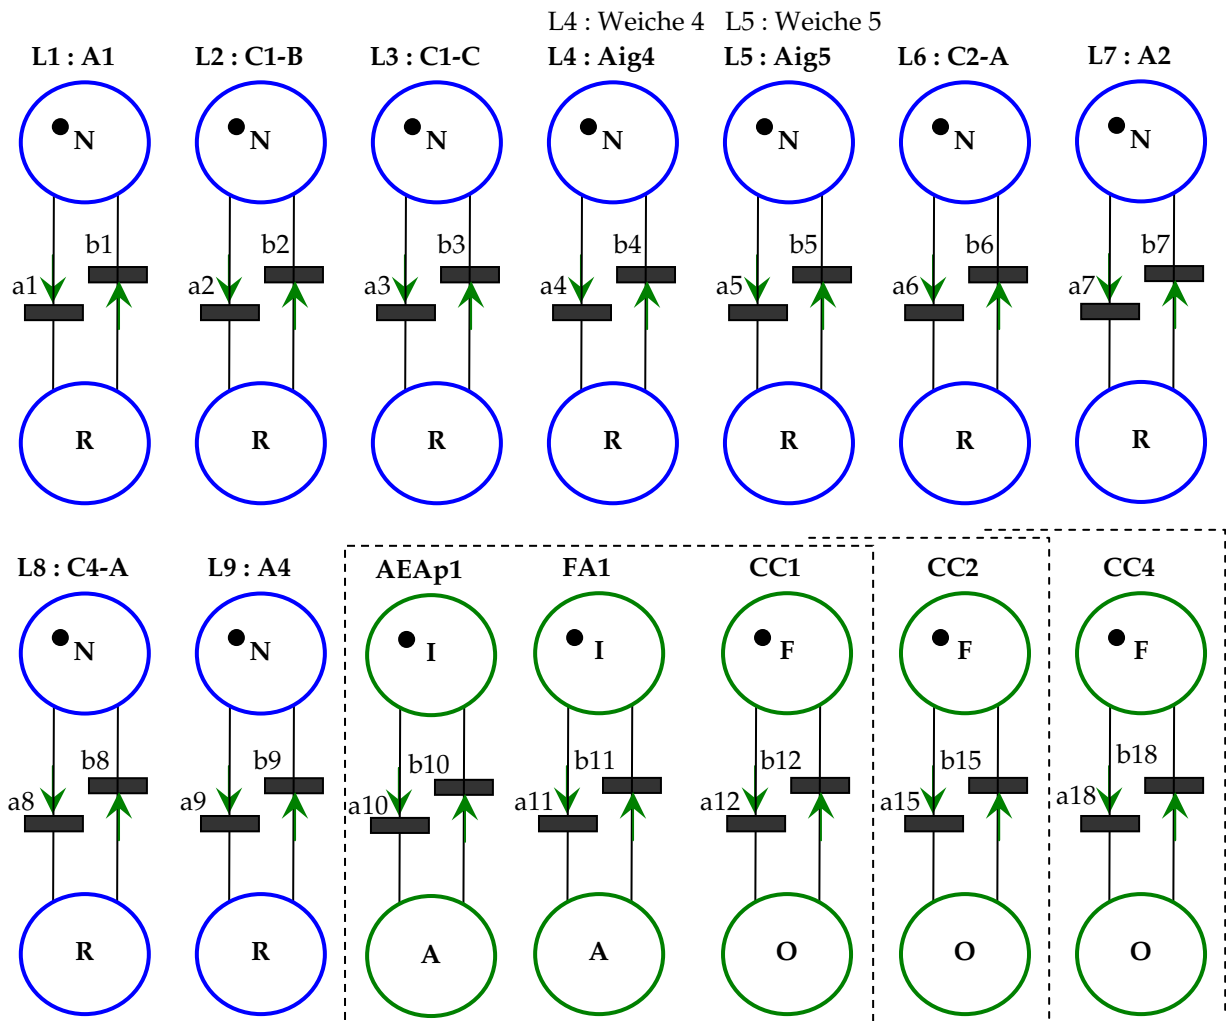 L4 : Weiche 4 L5 : Weiche 5
L1 : A1 L2 : C1-B L3 : C1-C L4 : Aig4 L5 : Aig5 L6 : C2-A L7 : A2
N N N N N N N
b1 b2 b3 b4 b5 b6 b7
a1 a2 a3 a4 a5 a6 a7
R R R R R R R
L8 : C4-A L9 : A4 AEAp1 FA1 CC1 CC2 CC4
N N I I F F F
b8 b9 b10 b11 b12 b15 b18
a8 a9 a10 a11 a12 a15 a18
R R A A O O O